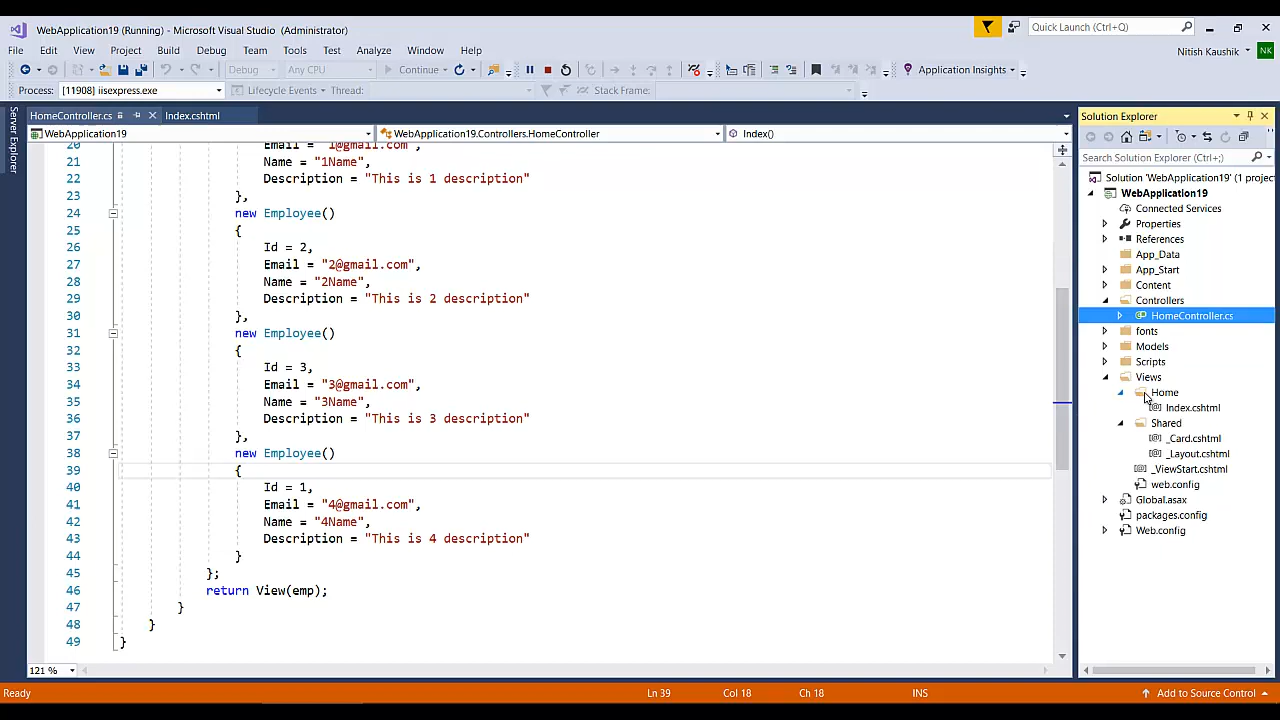 WebApplication19 (Running) - Microsoft Visual Studio (Administrator)
Quick Launch (Ctrl+Q)
File Edit View Project Build Debug Team Tools Test Analyze Window Help
Nitish Kaushik NK
Debug Any CPU Continue Application Insights
Process: [11908] iisexpress.exe Lifecycle Events Thread: Stack Frame:
Server Explorer
HomeController.cs Index.cshtml
WebApplication19 WebApplication19.Controllers.HomeController Index()
20 Email = "1@gmail.com",
21 Name = "1Name",
22 Description = "This is 1 description"
23 },
24 new Employee()
25 {
26 Id = 2,
27 Email = "2@gmail.com",
28 Name = "2Name",
29 Description = "This is 2 description"
30 },
31 new Employee()
32 {
33 Id = 3,
34 Email = "3@gmail.com",
35 Name = "3Name",
36 Description = "This is 3 description"
37 },
38 new Employee()
39 {
40 Id = 1,
41 Email = "4@gmail.com",
42 Name = "4Name",
43 Description = "This is 4 description"
44 }
45 };
46 return View(emp);
47 }
48 }
49 }
121 %
Solution Explorer
Search Solution Explorer (Ctrl+;)
Solution 'WebApplication19' (1 projec
WebApplication19
Connected Services
Properties
References
App_Data
App_Start
Content
Controllers
HomeController.cs
fonts
Models
Scripts
Views
Home
Index.cshtml
Shared
_Card.cshtml
_Layout.cshtml
_ViewStart.cshtml
web.config
Global.asax
packages.config
Web.config
Ready Ln 39 Col 18 Ch 18 INS Add to Source Control